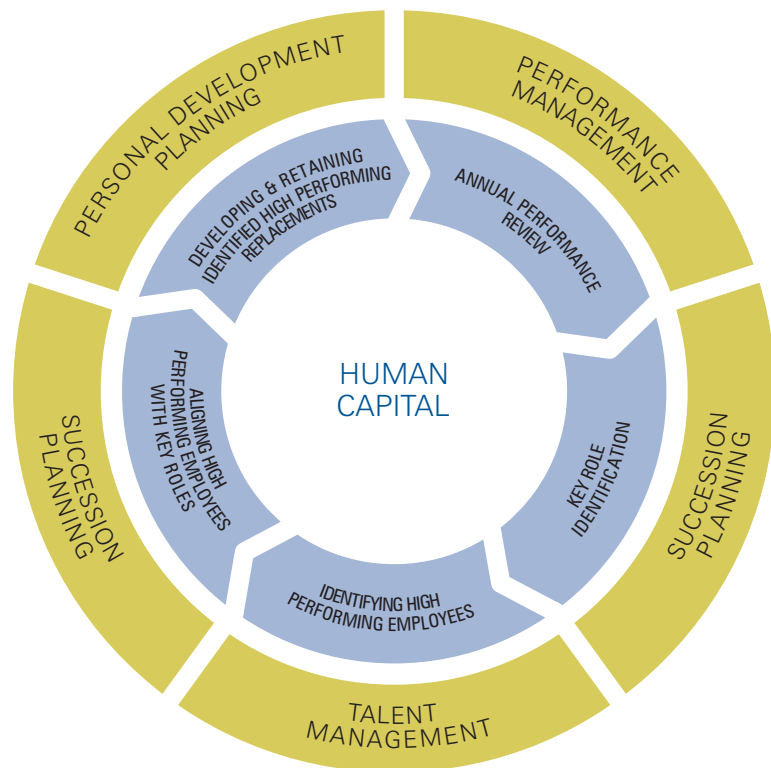 PERSONAL DEVELOPMENT
PLANNING
PERFORMANCE
MANAGEMENT
DEVELOPING & RETAINING
IDENTIFIED HIGH PERFORMING
REPLACEMENTS
ANNUAL PERFORMANCE
REVIEW
HUMAN
CAPITAL
SUCCESSION
PLANNING
ALIGNING HIGH
PERFORMING EMPLOYEES
WITH KEY ROLES
KEY ROLE
IDENTIFICATION
SUCCESSION
PLANNING
IDENTIFYING HIGH
PERFORMING EMPLOYEES
TALENT
MANAGEMENT